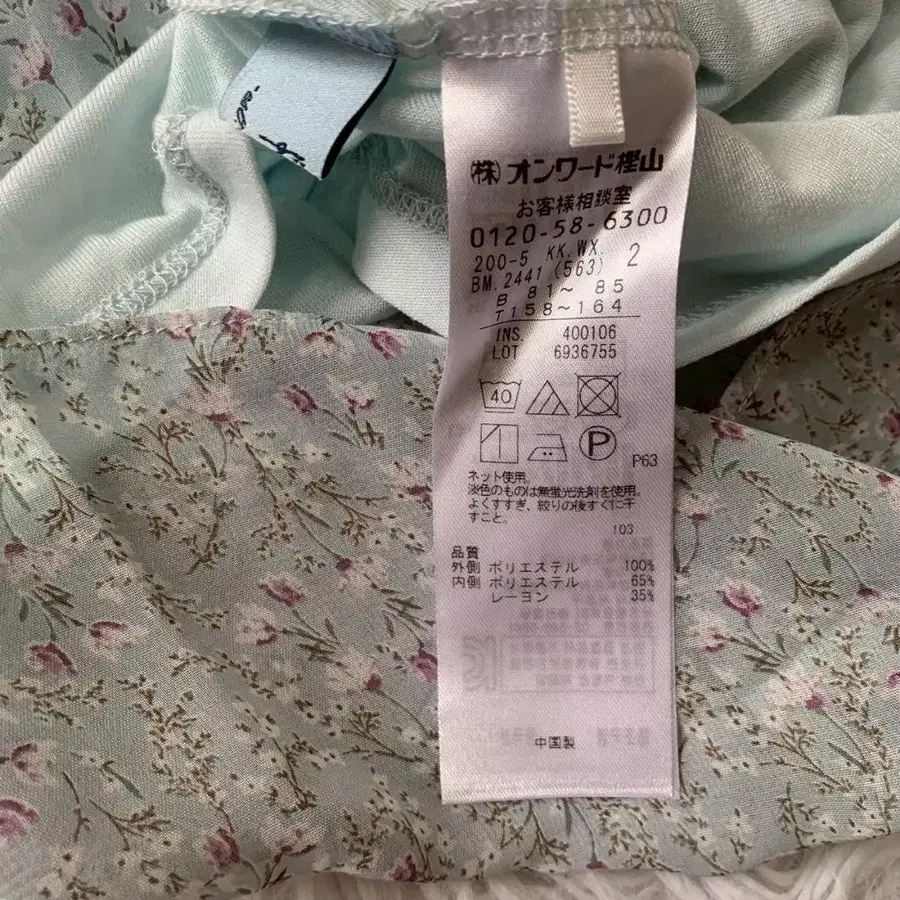 (株)オンワード樫山
お客様相談室
0120-58-6300
200-5 KK.WX. 2
BM.2441 (563)
B 81~ 85
T158~164
INS. 400106
LOT 6936755
40
P
P63
ネット使用。
淡色のものは無蛍光洗剤を使用。
よくすすぎ、絞りの後すぐに干
すこと。
103
品質
外側 ポリエステル 100%
内側 ポリエステル 65%
レーヨン 35%
中国製